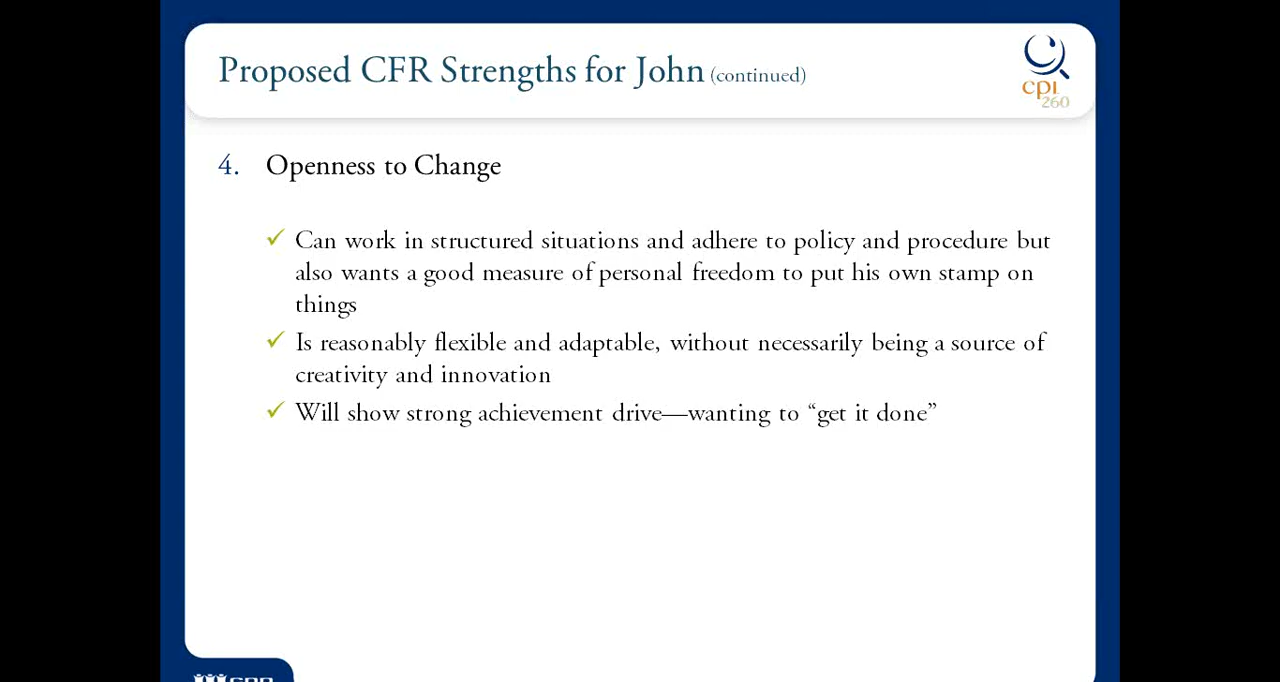 Proposed CFR Strengths for John (continued)
cpi
260
4. Openness to Change
✓ Can work in structured situations and adhere to policy and procedure but
also wants a good measure of personal freedom to put his own stamp on
things
✓ Is reasonably flexible and adaptable, without necessarily being a source of
creativity and innovation
✓ Will show strong achievement drive—wanting to “get it done”